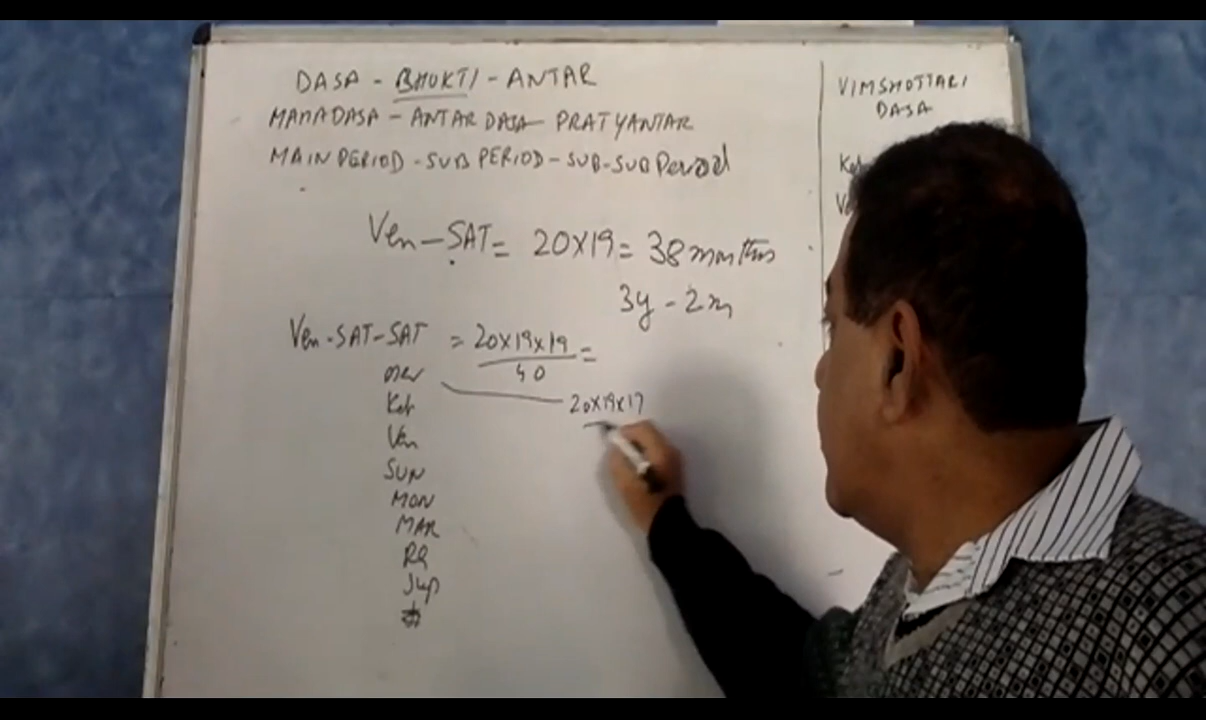 DASA - BHUKTI - ANTAR
MAHADASA - ANTAR DASA - PRATYANTAR
MAIN PERIOD - SUB PERIOD - SUB-SUB Period
Ven - SAT = 20X19 = 38 months
3y - 2m
Ven-SAT-SAT = 20X19X19 =
40
Mer 20X19X17
Ket
Ven
SUN
MON
MAR
Ra
Jup
VIMSHOTTARI
DASA
Ket